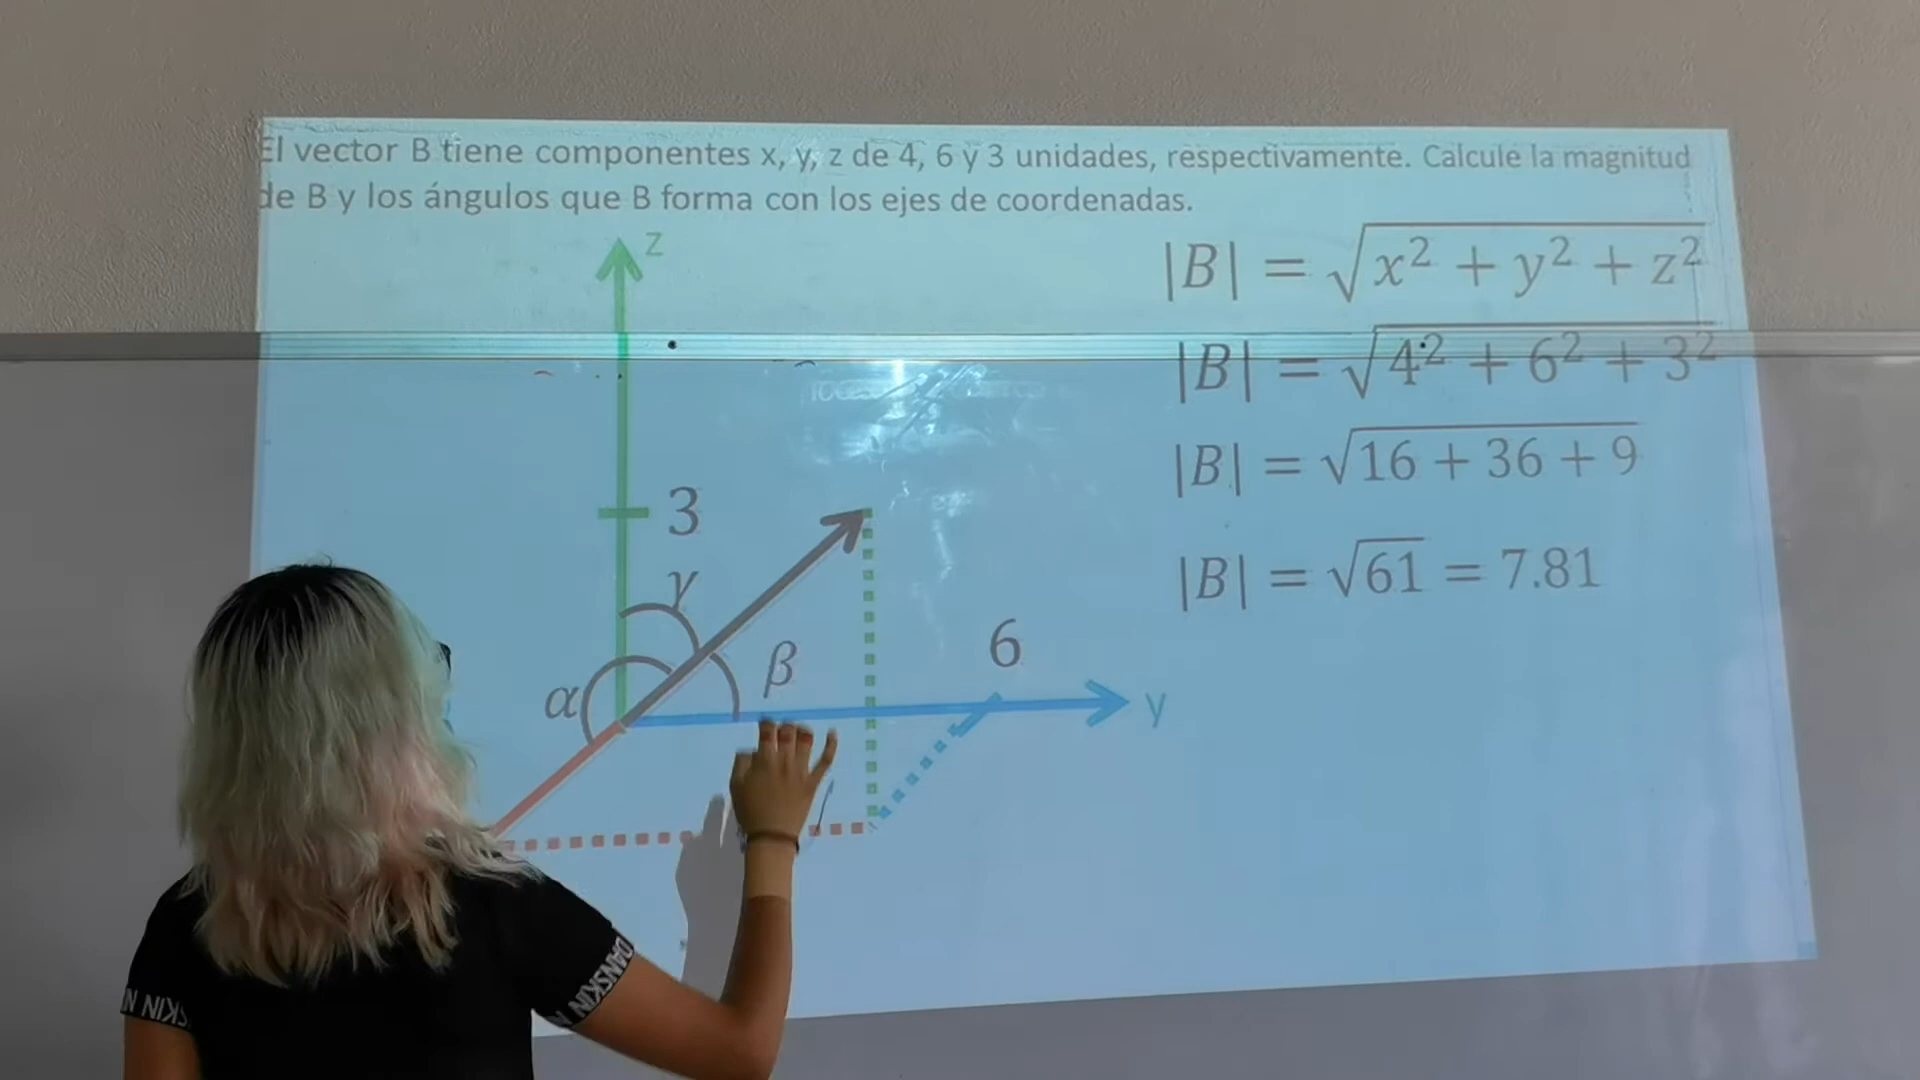 El vector B tiene componentes x, y, z de 4, 6 y 3 unidades, respectivamente. Calcule la magnitud
de B y los ángulos que B forma con los ejes de coordenadas.
z
|B| = √x² + y² + z²
|B| = √4² + 6² + 3²
|B| = √16 + 36 + 9
3
γ
|B| = √61 = 7.81
6
β
α
y
DANSKIN N
N NIXS